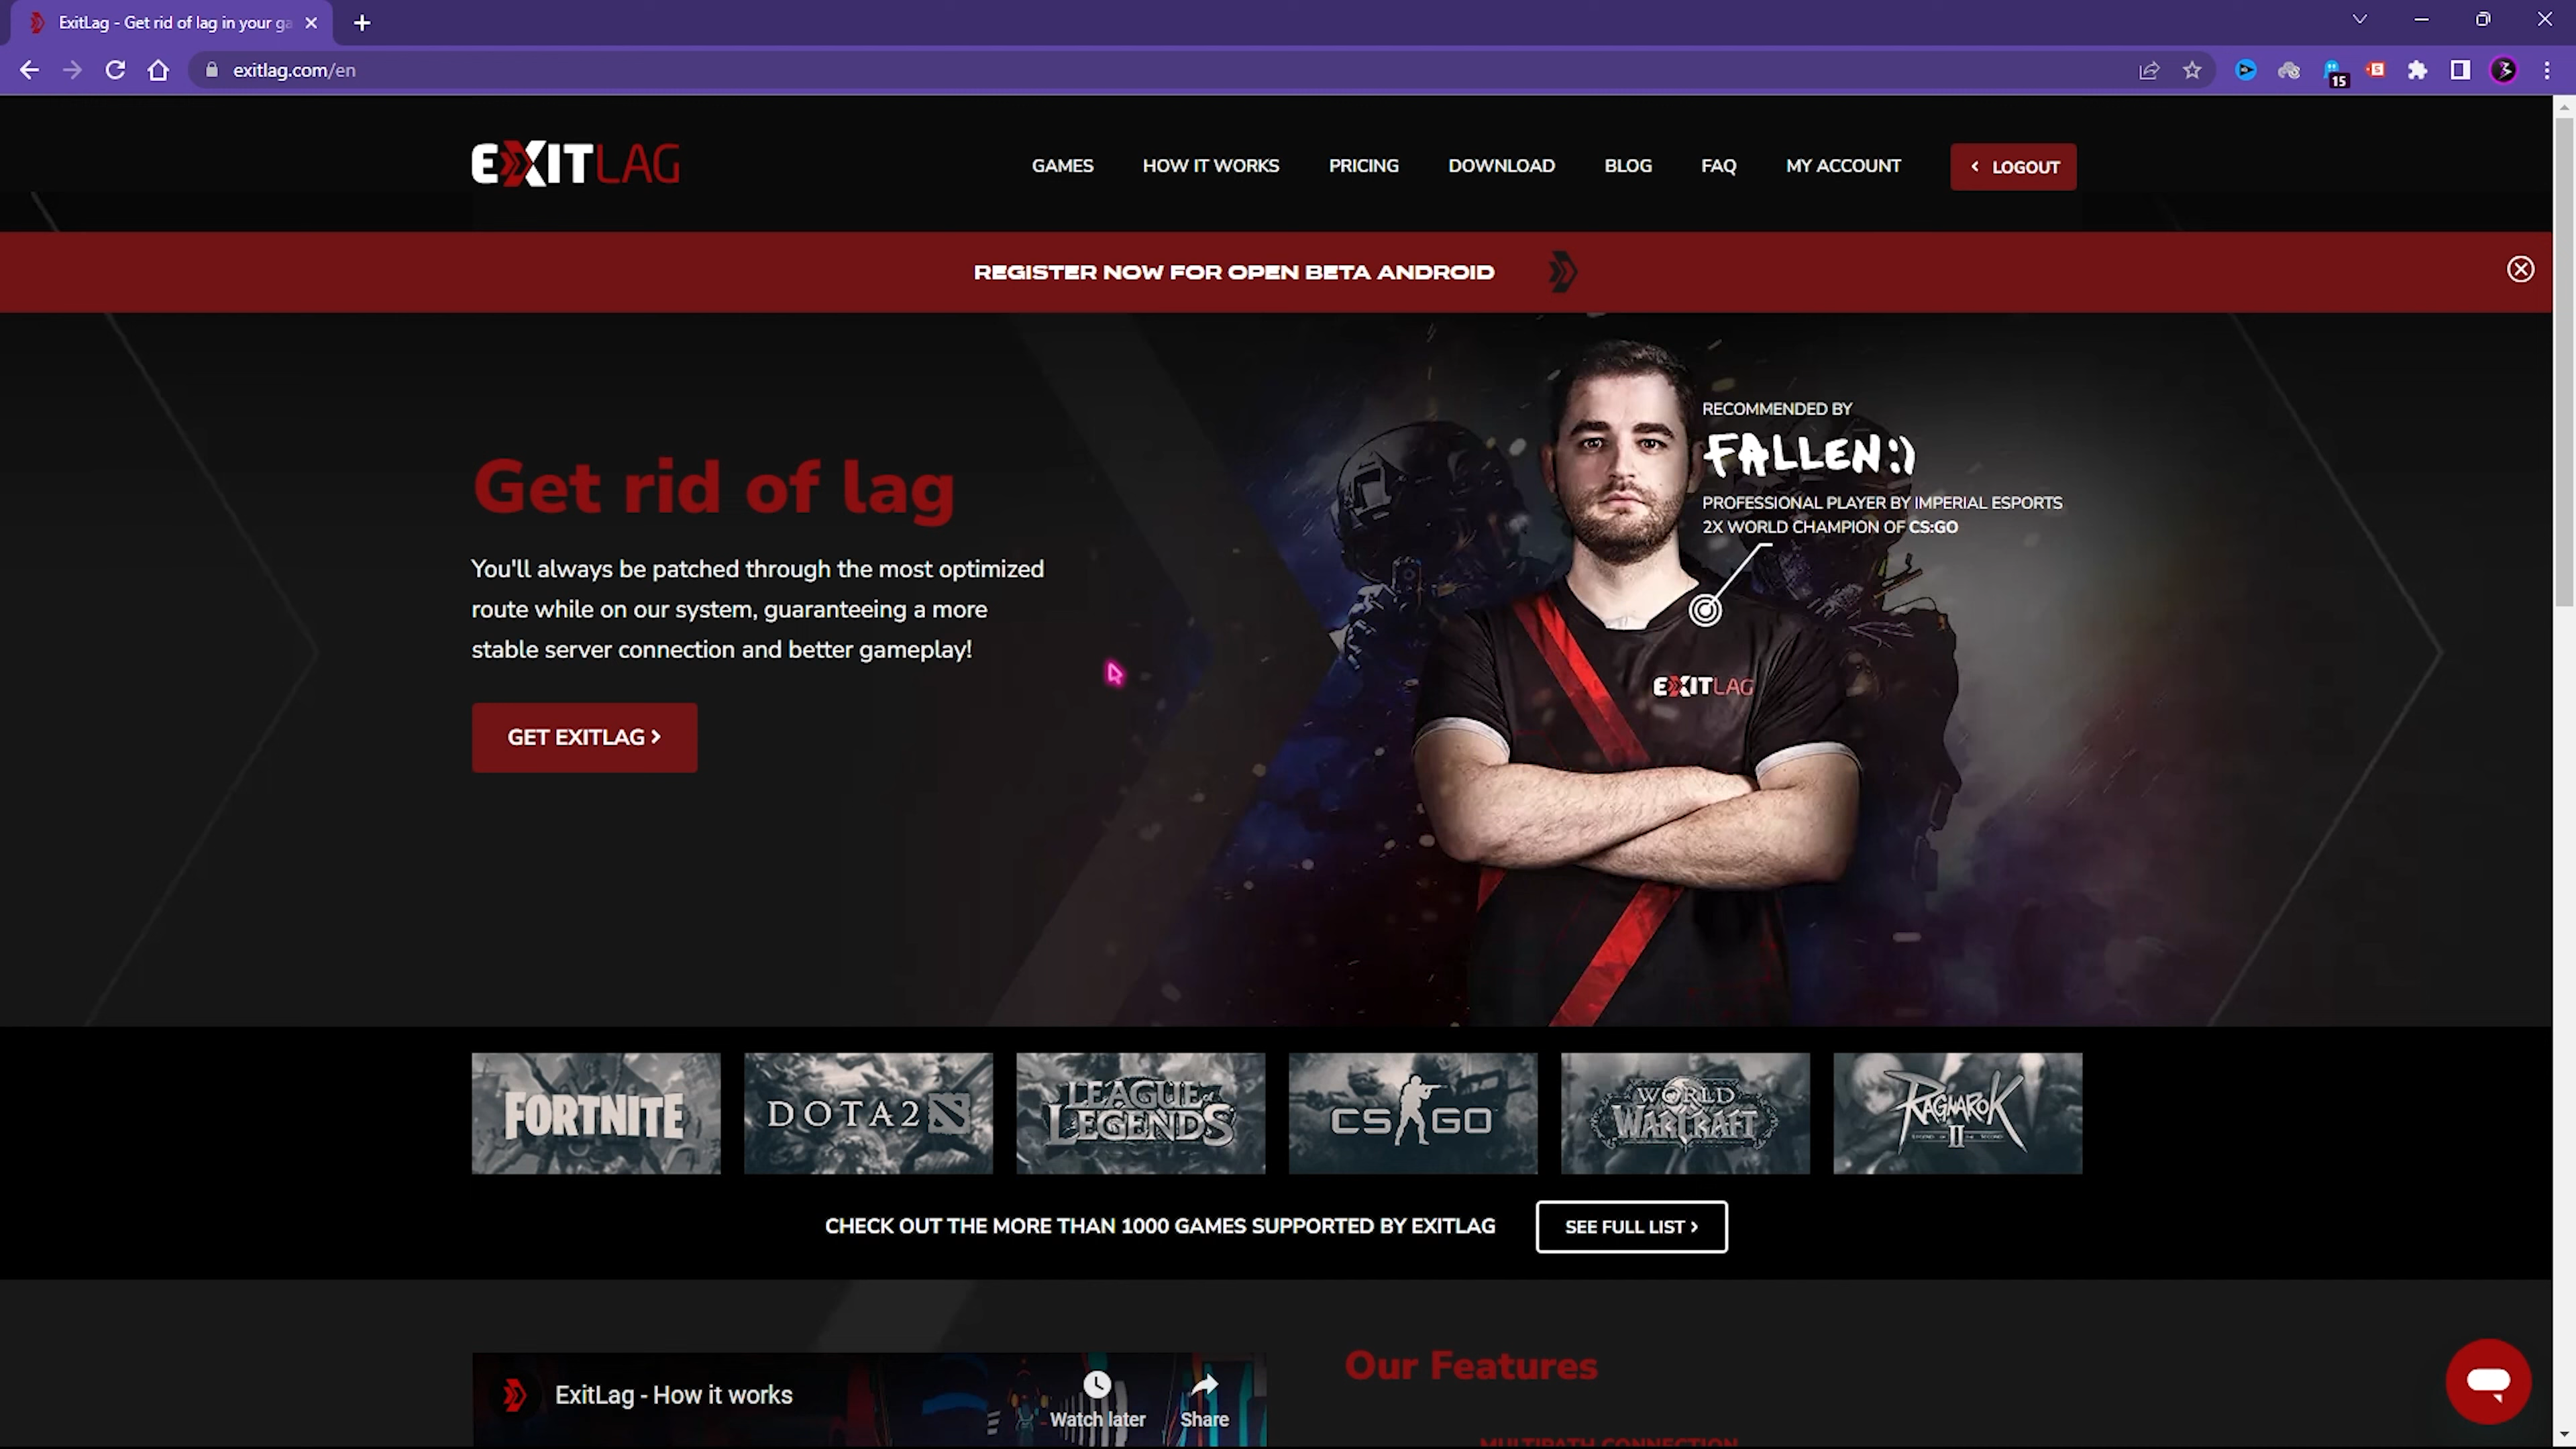 ExitLag - Get rid of lag in your ga
exitlag.com/en
15
EXITLAG
GAMES
HOW IT WORKS
PRICING
DOWNLOAD
BLOG
FAQ
MY ACCOUNT
LOGOUT
REGISTER NOW FOR OPEN BETA ANDROID
RECOMMENDED BY
FALLEN:)
PROFESSIONAL PLAYER BY IMPERIAL ESPORTS
2X WORLD CHAMPION OF CS:GO
Get rid of lag
You'll always be patched through the most optimized
route while on our system, guaranteeing a more
stable server connection and better gameplay!
GET EXITLAG >
EXITLAG
FORTNITE
DOTA 2
LEAGUE of
LEGENDS
CS GO
WORLD
WARCRAFT
RAGNAROK
II
CHECK OUT THE MORE THAN 1000 GAMES SUPPORTED BY EXITLAG
SEE FULL LIST >
ExitLag - How it works
Watch later
Share
Our Features
MULTIPATH CONNECTION